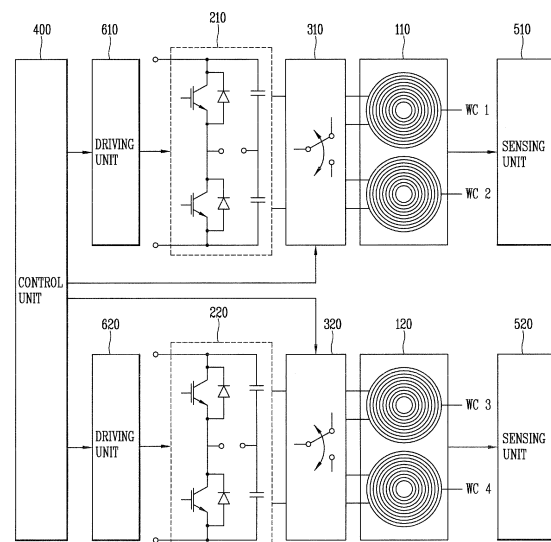 400
610
210
310
110
510
DRIVING
UNIT
WC 1
WC 2
SENSING
UNIT
CONTROL
UNIT
620
220
320
120
520
DRIVING
UNIT
WC 3
WC 4
SENSING
UNIT